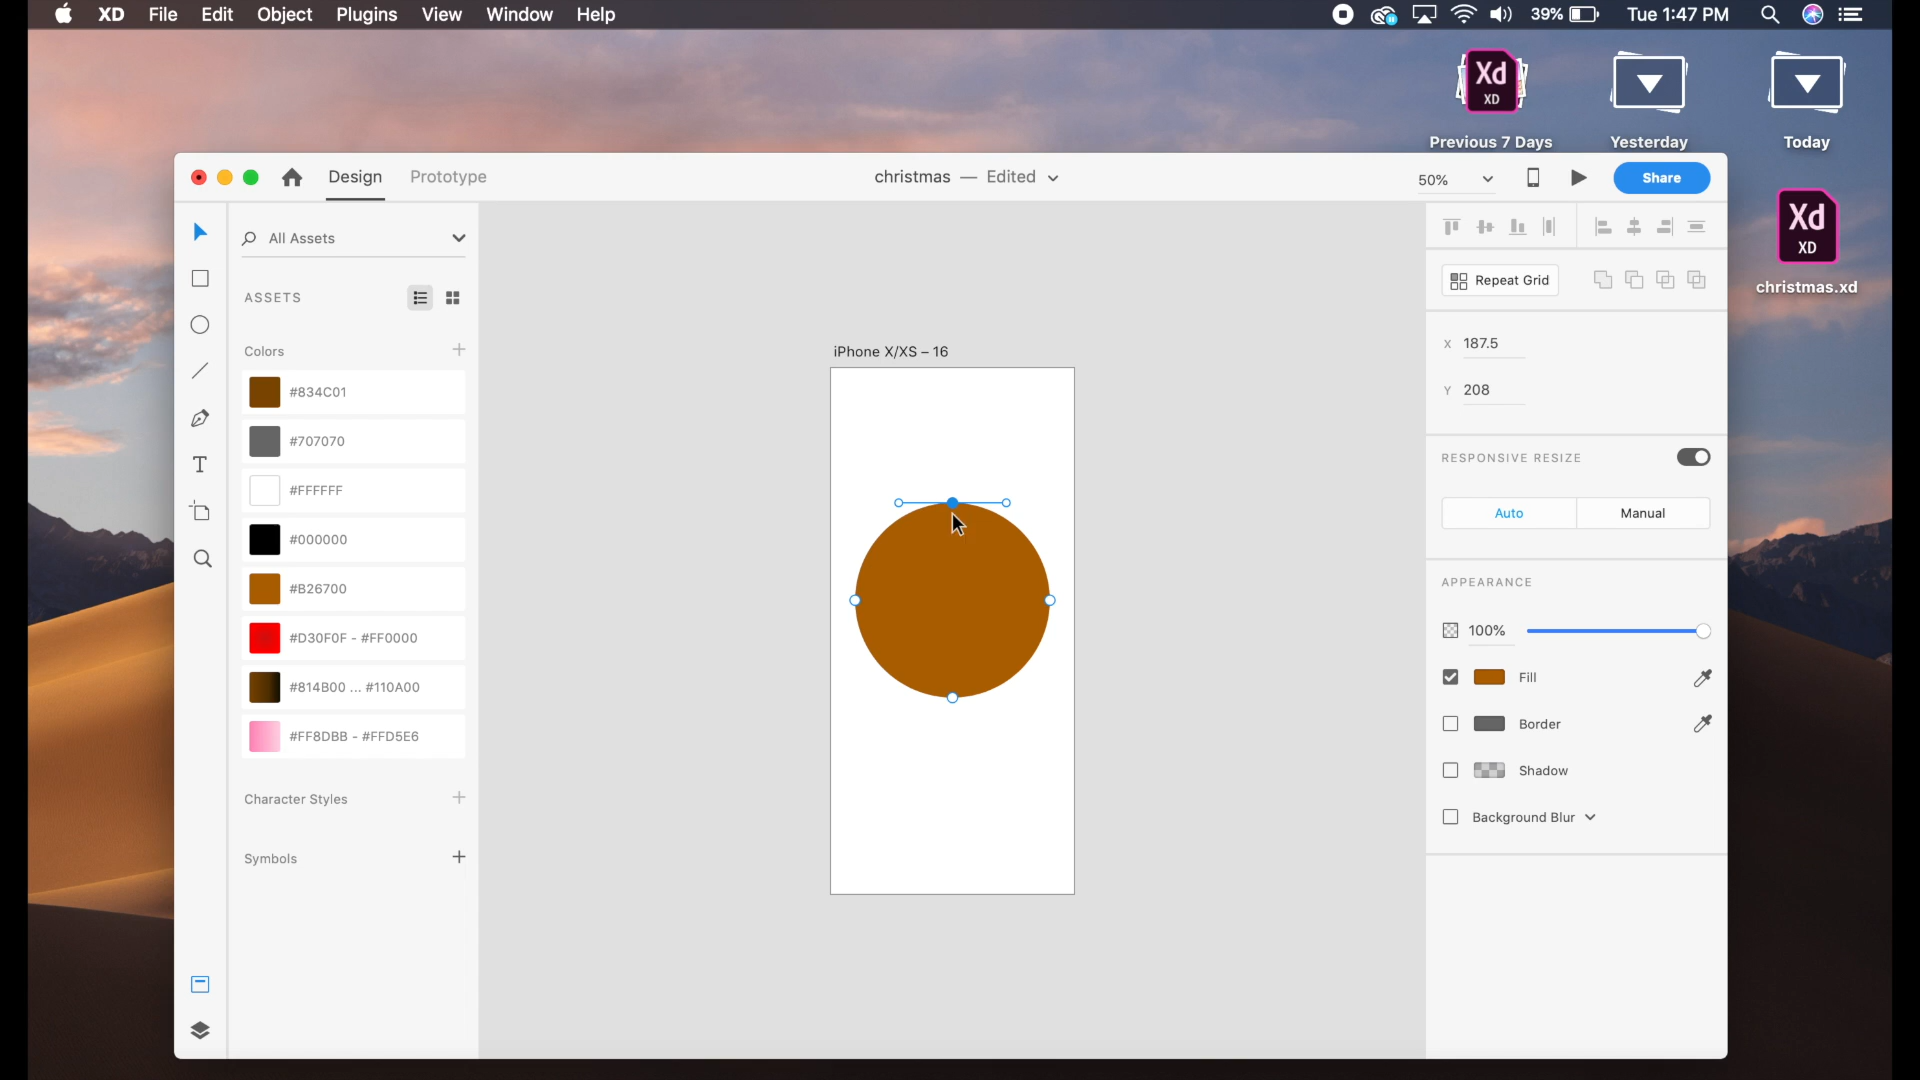 XD File Edit Object Plugins View Window Help
39% Tue 1:47 PM
Xd
XD
Previous 7 Days
Yesterday
Today
Xd
XD
christmas.xd
Design Prototype
christmas — Edited
50%
Share
All Assets
ASSETS
Colors
#834C01
#707070
#FFFFFF
#000000
#B26700
#D30F0F - #FF0000
#814B00 ... #110A00
#FF8DBB - #FFD5E6
Character Styles
Symbols
iPhone X/XS – 16
Repeat Grid
X 187.5
Y 208
RESPONSIVE RESIZE
Auto Manual
APPEARANCE
100%
Fill
Border
Shadow
Background Blur